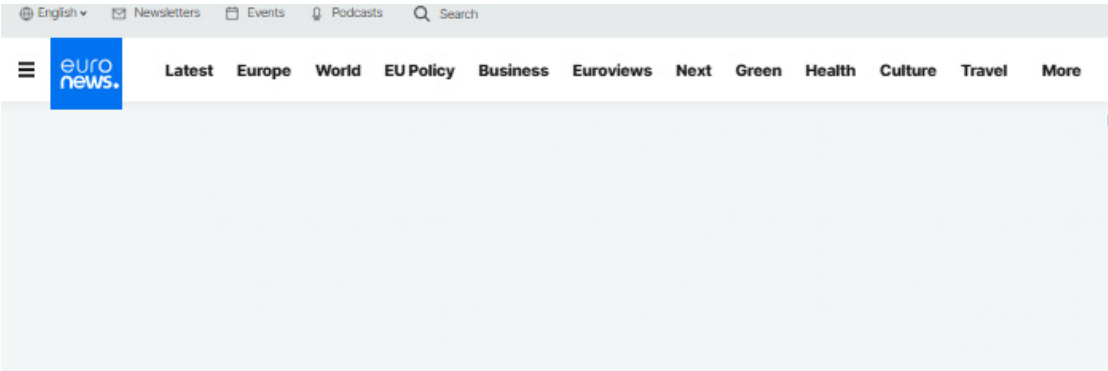 English Newsletters Events Podcasts Search
euro
news.
Latest Europe World EU Policy Business Euroviews Next Green Health Culture Travel More